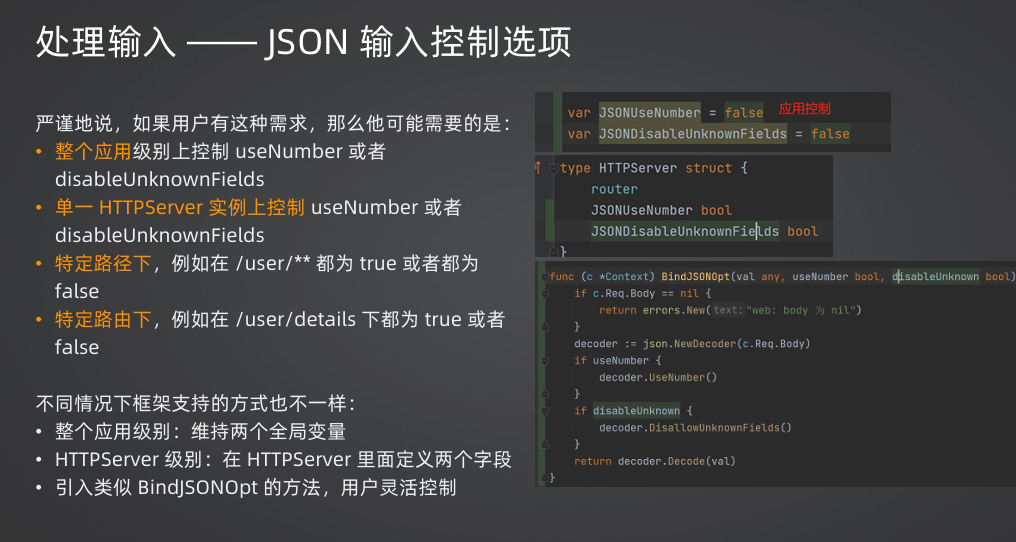 处理输入 —— JSON 输入控制选项
严谨地说，如果用户有这种需求，那么他可能需要的是：
• 整个应用级别上控制 useNumber 或者
disableUnknownFields
• 单一 HTTPServer 实例上控制 useNumber 或者
disableUnknownFields
• 特定路径下，例如在 /user/** 都为 true 或者都为
false
• 特定路由下，例如在 /user/details 下都为 true 或者
false
不同情况下框架支持的方式也不一样：
• 整个应用级别：维持两个全局变量
• HTTPServer 级别：在 HTTPServer 里面定义两个字段
• 引入类似 BindJSONOpt 的方法，用户灵活控制
var JSONUseNumber = false 应用控制
var JSONDisableUnknownFields = false
type HTTPServer struct {
router
JSONUseNumber bool
JSONDisableUnknownFields bool
}
func (c *Context) BindJSONOpt(val any, useNumber bool, disableUnknown bool)
if c.Req.Body == nil {
return errors.New( text: "web: body 为 nil")
}
decoder := json.NewDecoder(c.Req.Body)
if useNumber {
decoder.UseNumber()
}
if disableUnknown {
decoder.DisallowUnknownFields()
}
return decoder.Decode(val)
}